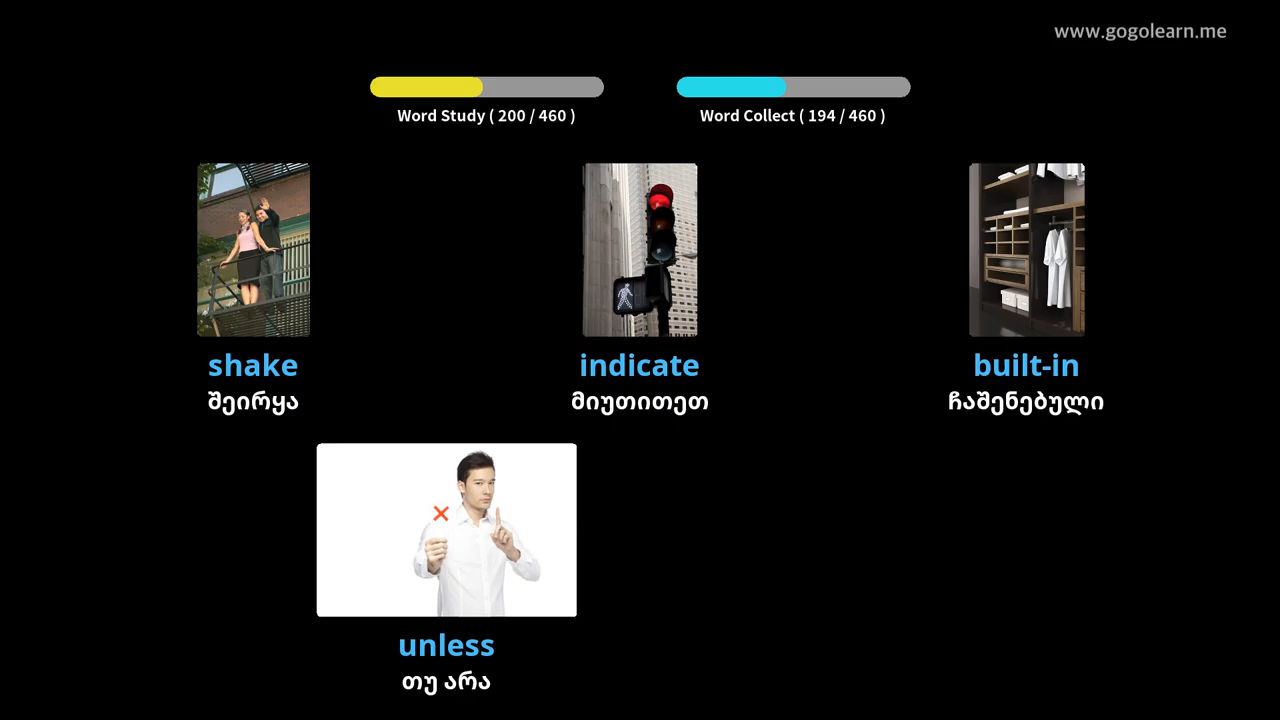 www.gogolearn.me
Word Study ( 200 / 460 )
Word Collect ( 194 / 460 )
shake
შეირყა
indicate
მიუთითეთ
built-in
ჩაშენებული
unless
თუ არა